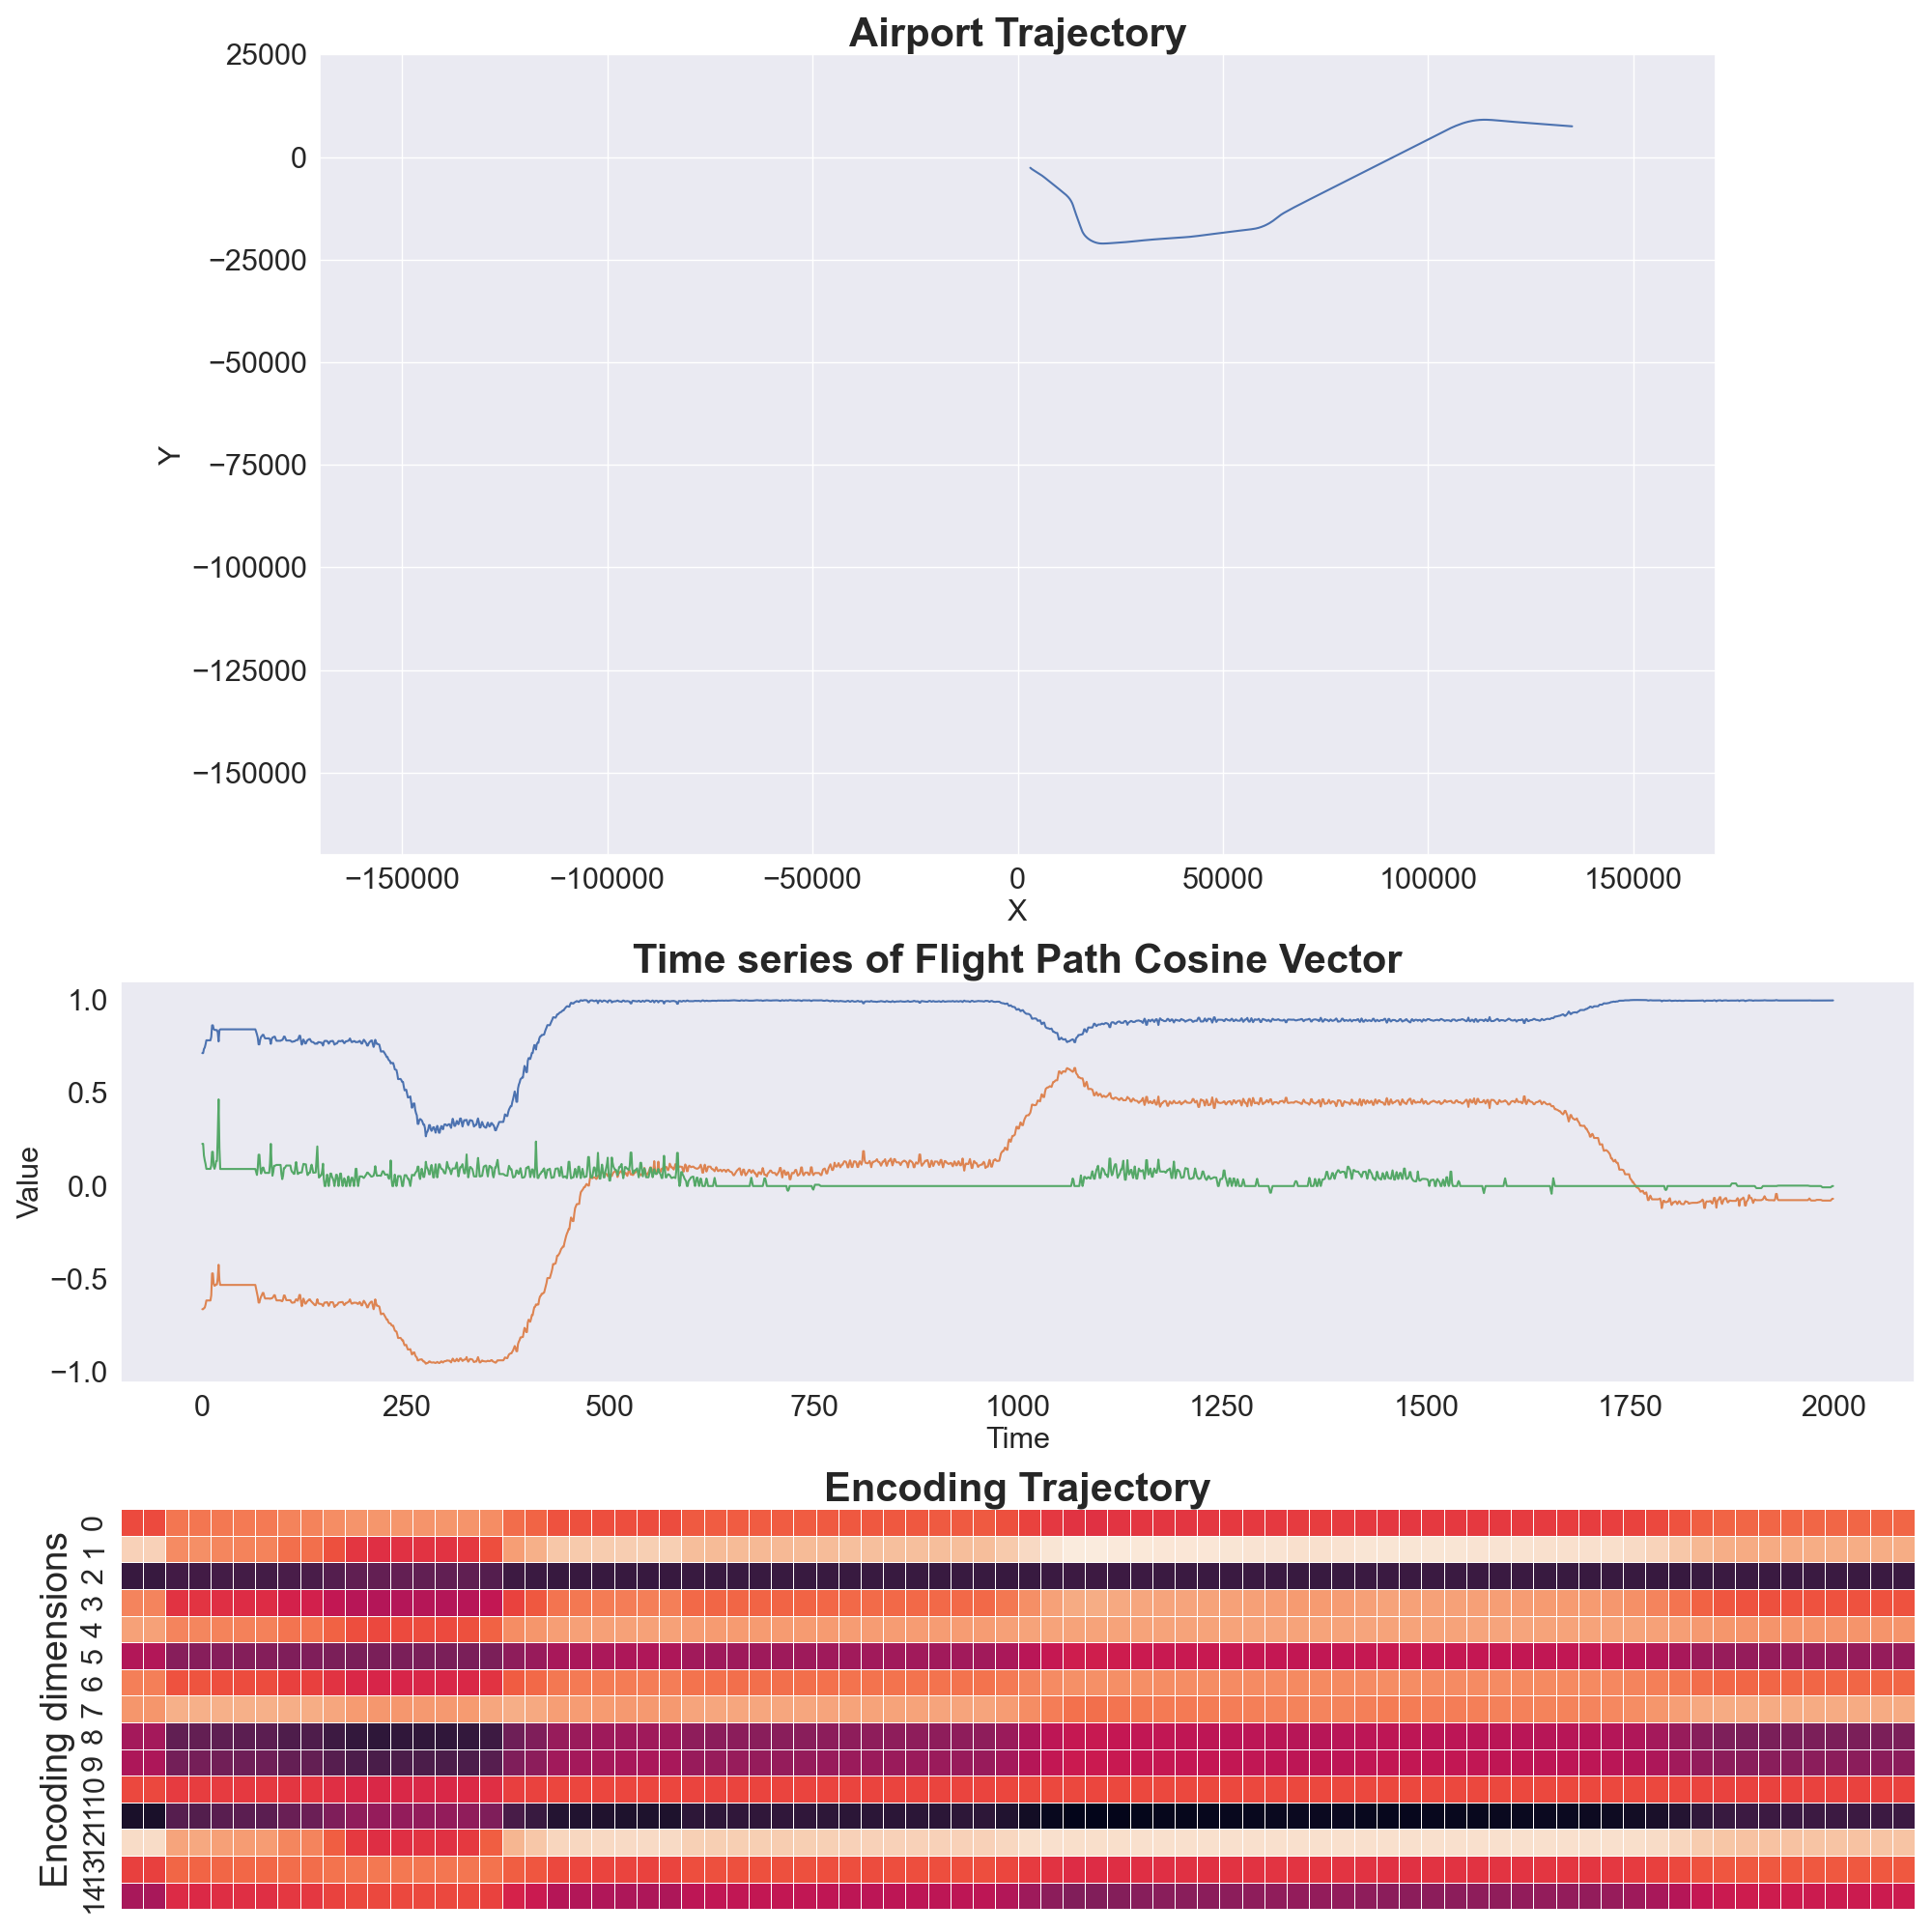 Airport Trajectory
25000
0
−25000
−50000
−75000
−100000
−125000
−150000
Y
−150000 −100000 −50000 0 50000 100000 150000
X
Time series of Flight Path Cosine Vector
1.0
0.5
0.0
−0.5
−1.0
Value
0 250 500 750 1000 1250 1500 1750 2000
Time
Encoding Trajectory
0
1
2
3
4
5
6
7
8
9
10
11
12
13
14
Encoding dimensions